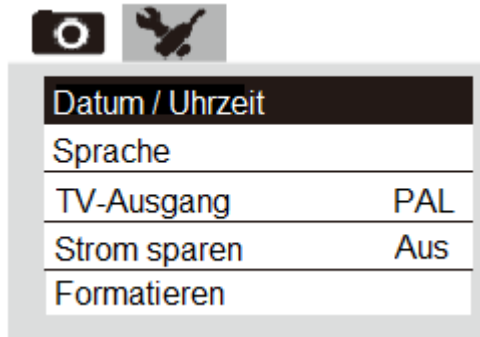 Datum / Uhrzeit
Sprache
TV-Ausgang PAL
Strom sparen Aus
Formatieren